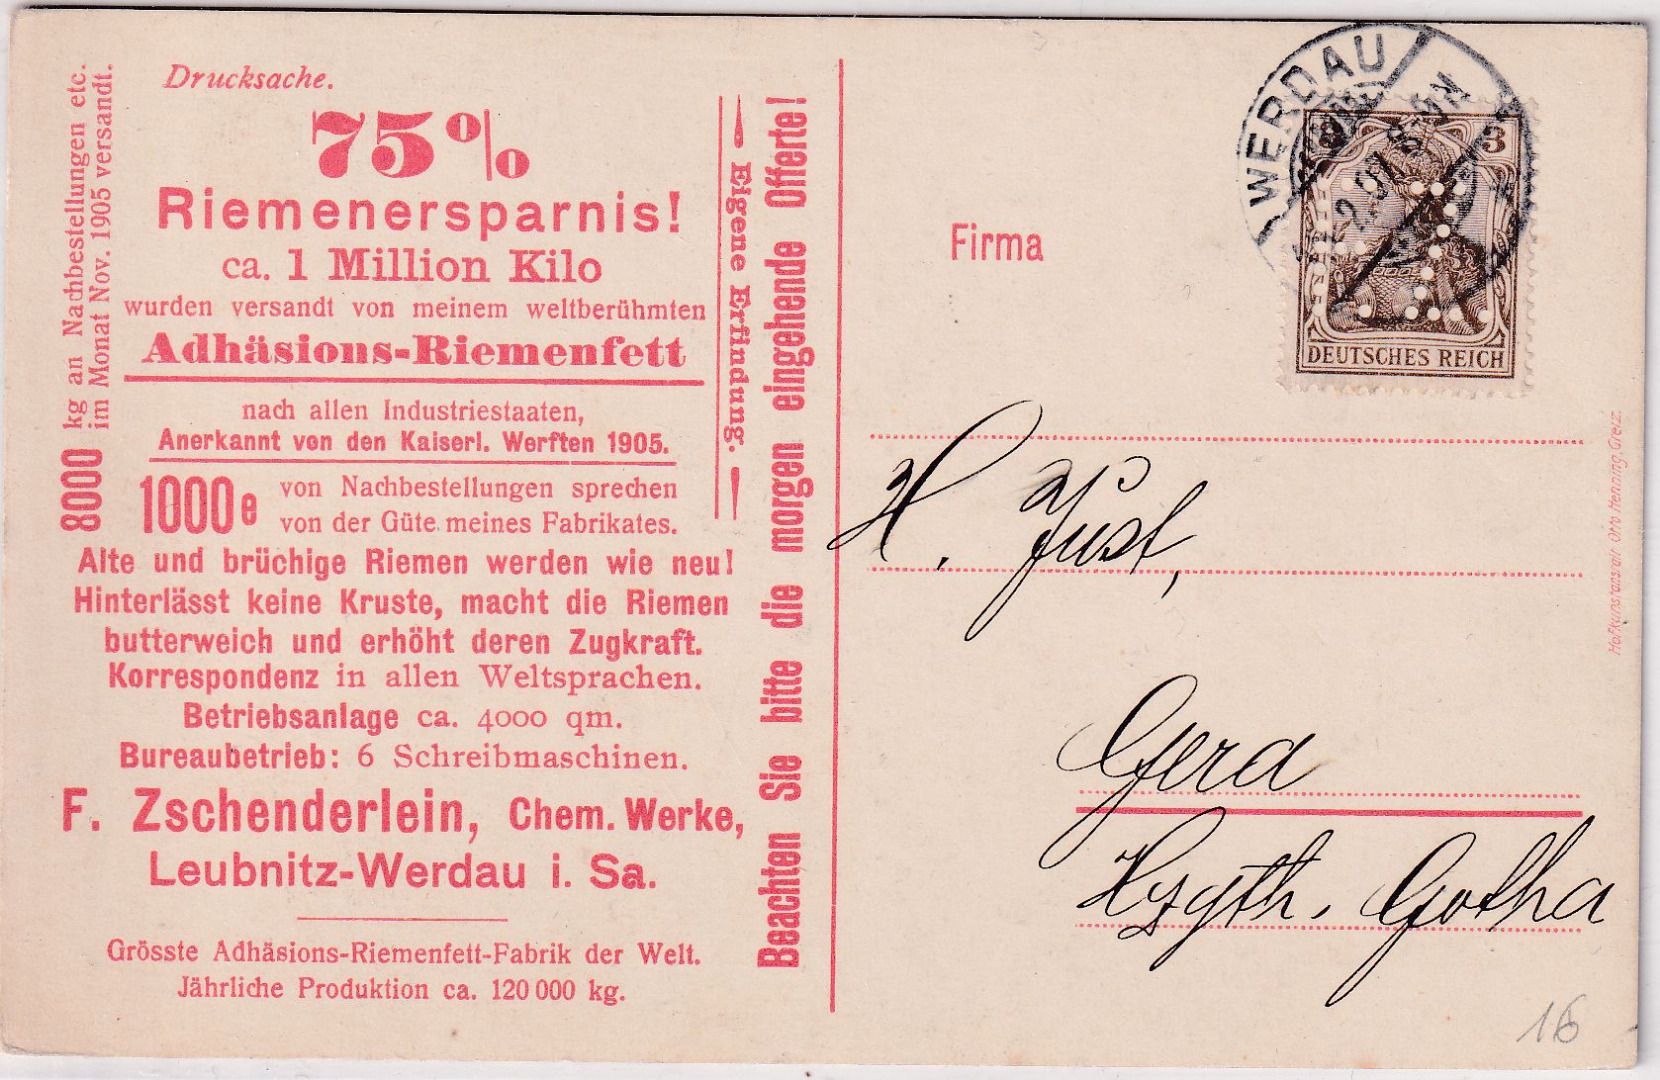 8000 kg an Nachbestellungen etc.
im Monat Nov. 1905 versandt.
Drucksache.
75%
Riemenersparnis!
ca. 1 Million Kilo
wurden versandt von meinem weltberühmten
Adhäsions-Riemenfett
nach allen Industriestaaten,
Anerkannt von den Kaiserl. Werften 1905.
1000e von Nachbestellungen sprechen
von der Güte meines Fabrikates.
Alte und brüchige Riemen werden wie neu!
Hinterlässt keine Kruste, macht die Riemen
butterweich und erhöht deren Zugkraft.
Korrespondenz in allen Weltsprachen.
Betriebsanlage ca. 4000 qm.
Bureaubetrieb: 6 Schreibmaschinen.
F. Zschenderlein, Chem. Werke,
Leubnitz-Werdau i. Sa.
Grösste Adhäsions-Riemenfett-Fabrik der Welt.
Jährliche Produktion ca. 120 000 kg.
Eigene Erfindung.
Beachten Sie bitte die morgen eingehende Offerte!
WERDAU
3 3
DEUTSCHES REICH
Firma
H. Just,
Gera
Hzgth. Gotha
Hofkunstanstalt Otto Henning, Greiz.
16